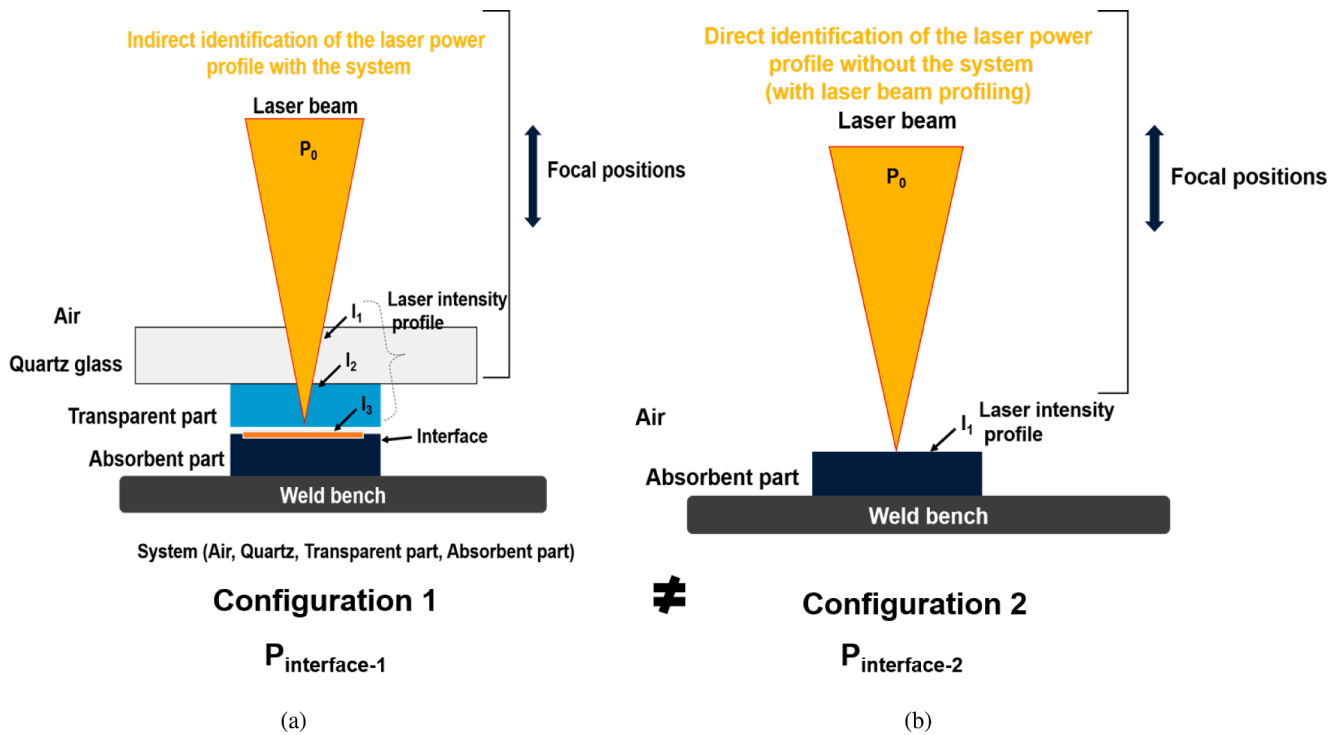 Indirect identification of the laser power
profile with the system
Laser beam
P0
Focal positions
Air
I1
Laser intensity
profile
Quartz glass
I2
Transparent part
I3
Interface
Absorbent part
Weld bench
System (Air, Quartz, Transparent part, Absorbent part)
Configuration 1
Pinterface-1
(a)
≠
Direct identification of the laser power
profile without the system
(with laser beam profiling)
Laser beam
P0
Focal positions
Air
I1
Laser intensity
profile
Absorbent part
Weld bench
Configuration 2
Pinterface-2
(b)